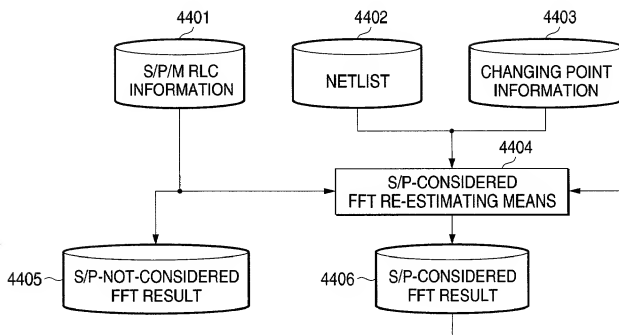 4401
4402
4403
S/P/M RLC
INFORMATION
NETLIST
CHANGING POINT
INFORMATION
4404
S/P-CONSIDERED
FFT RE-ESTIMATING MEANS
4405
S/P-NOT-CONSIDERED
FFT RESULT
4406
S/P-CONSIDERED
FFT RESULT